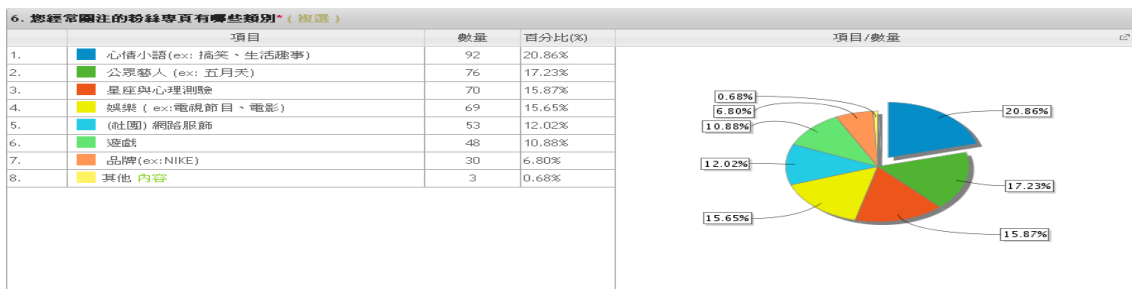 6. 您經常關注的粉絲專頁有哪些類別*( 複選 )
項目 數量 百分比(%)
1. 心情小語(ex: 搞笑、生活趣事) 92 20.86%
2. 公眾藝人 (ex: 五月天) 76 17.23%
3. 星座與心理測驗 70 15.87%
4. 娛樂 ( ex:電視節目、電影) 69 15.65%
5. (社團) 網路服飾 53 12.02%
6. 遊戲 48 10.88%
7. 品牌(ex:NIKE) 30 6.80%
8. 其他 內容 3 0.68%
項目/數量
0.68%
6.80%
20.86%
10.88%
12.02%
17.23%
15.65%
15.87%